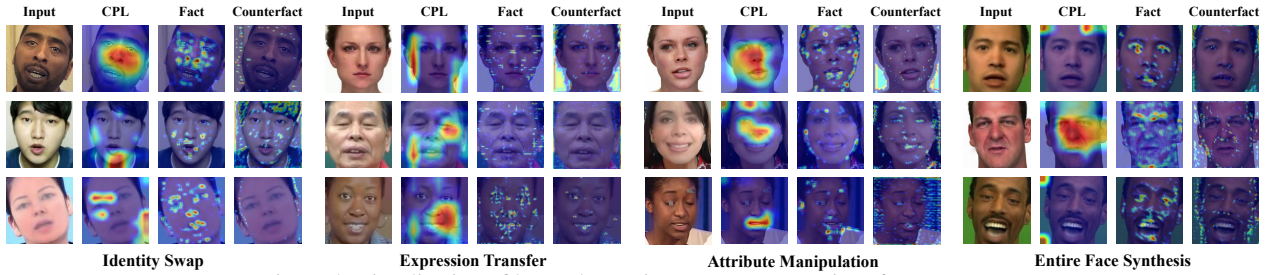 Input CPL Fact Counterfact Input CPL Fact Counterfact Input CPL Fact Counterfact Input CPL Fact Counterfact
Identity Swap Expression Transfer Attribute Manipulation Entire Face Synthesis